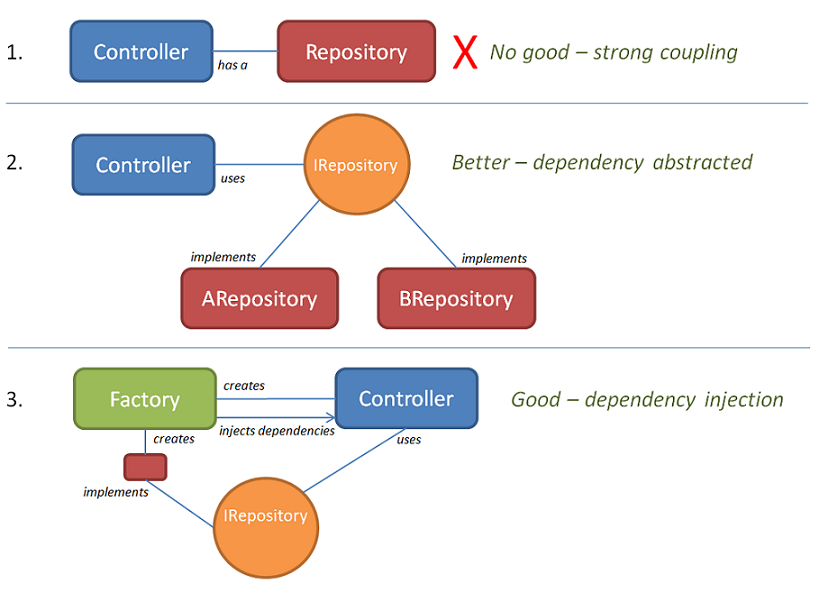 1.
Controller
has a
Repository
X
No good – strong coupling
2.
Controller
uses
IRepository
Better – dependency abstracted
implements
implements
ARepository
BRepository
3.
Factory
creates
Controller
Good – dependency injection
injects dependencies
creates
uses
implements
IRepository